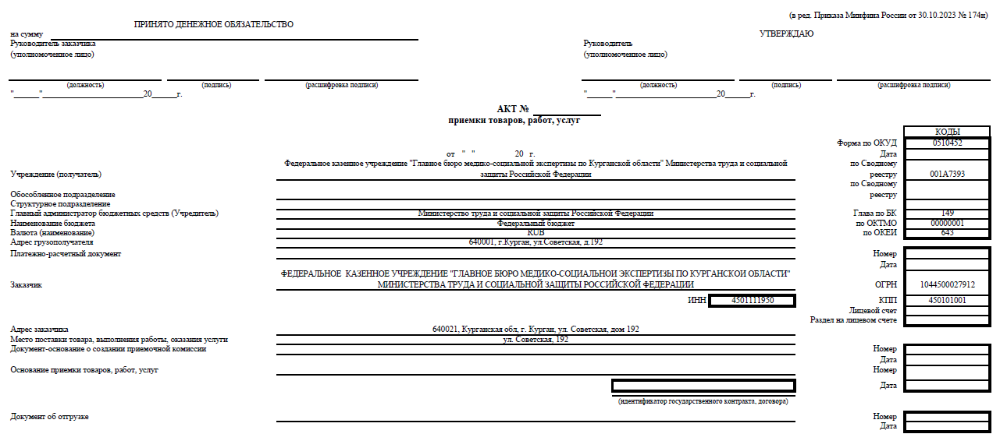 (в ред. Приказа Минфина России от 30.10.2023 № 174н)
ПРИНЯТО ДЕНЕЖНОЕ ОБЯЗАТЕЛЬСТВО
на сумму
УТВЕРЖДАЮ
Руководитель заказчика
Руководитель
(уполномоченное лицо)
(уполномоченное лицо)
(должность) (подпись) (расшифровка подписи)
(должность) (подпись) (расшифровка подписи)
"______"________________________20______г.
"______"________________________20______г.
АКТ №
приемки товаров, работ, услуг
КОДЫ
Форма по ОКУД 0510452
от " " 20 г.
Дата
Федеральное казенное учреждение "Главное бюро медико-социальной экспертизы по Курганской области" Министерства труда и социальной
по Сводному
Учреждение (получатель) защиты Российской Федерации реестру 001А7393
по Сводному
Обособленное подразделение реестру
Структурное подразделение
Главный администратор бюджетных средств (Учредитель) Министерство труда и социальной защиты Российской Федерации Глава по БК 149
Наименование бюджета Федеральный бюджет по ОКТМО 00000001
Валюта (наименование) RUB по ОКЕИ 643
Адрес грузополучателя 640001, г.Курган, ул.Советская, д.192
Платежно-расчетный документ Номер
Дата
ФЕДЕРАЛЬНОЕ КАЗЕННОЕ УЧРЕЖДЕНИЕ "ГЛАВНОЕ БЮРО МЕДИКО-СОЦИАЛЬНОЙ ЭКСПЕРТИЗЫ ПО КУРГАНСКОЙ ОБЛАСТИ"
Заказчик МИНИСТЕРСТВА ТРУДА И СОЦИАЛЬНОЙ ЗАЩИТЫ РОССИЙСКОЙ ФЕДЕРАЦИИ ОГРН 1044500027912
ИНН 4501111950 КПП 450101001
Лицевой счет
Раздел на лицевом счете
Адрес заказчика 640021, Курганская обл, г. Курган, ул. Советская, дом 192
Место поставки товара, выполнения работы, оказания услуги ул. Советская, 192
Документ-основание о создании приемочной комиссии Номер
Дата
Основание приемки товаров, работ, услуг Номер
Дата
(идентификатор государственного контракта, договора)
Документ об отгрузке Номер
Дата